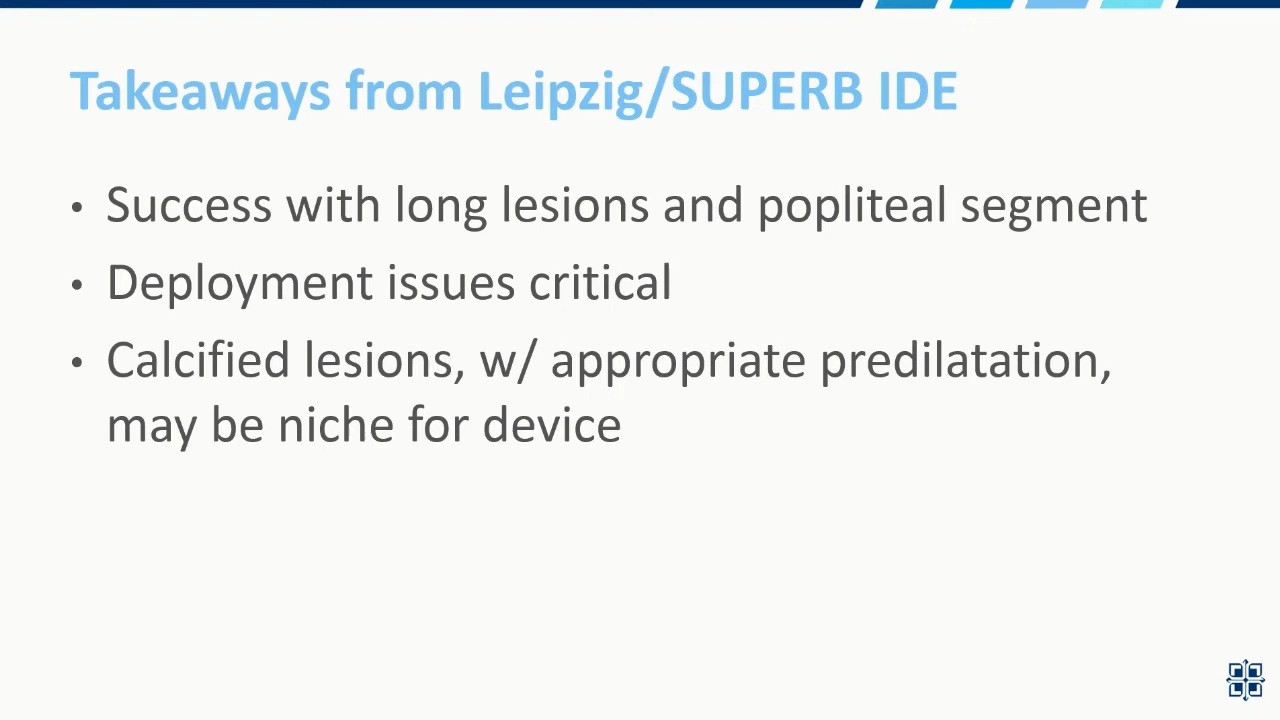 Takeaways from Leipzig/SUPERB IDE
• Success with long lesions and popliteal segment
• Deployment issues critical
• Calcified lesions, w/ appropriate predilatation,
may be niche for device